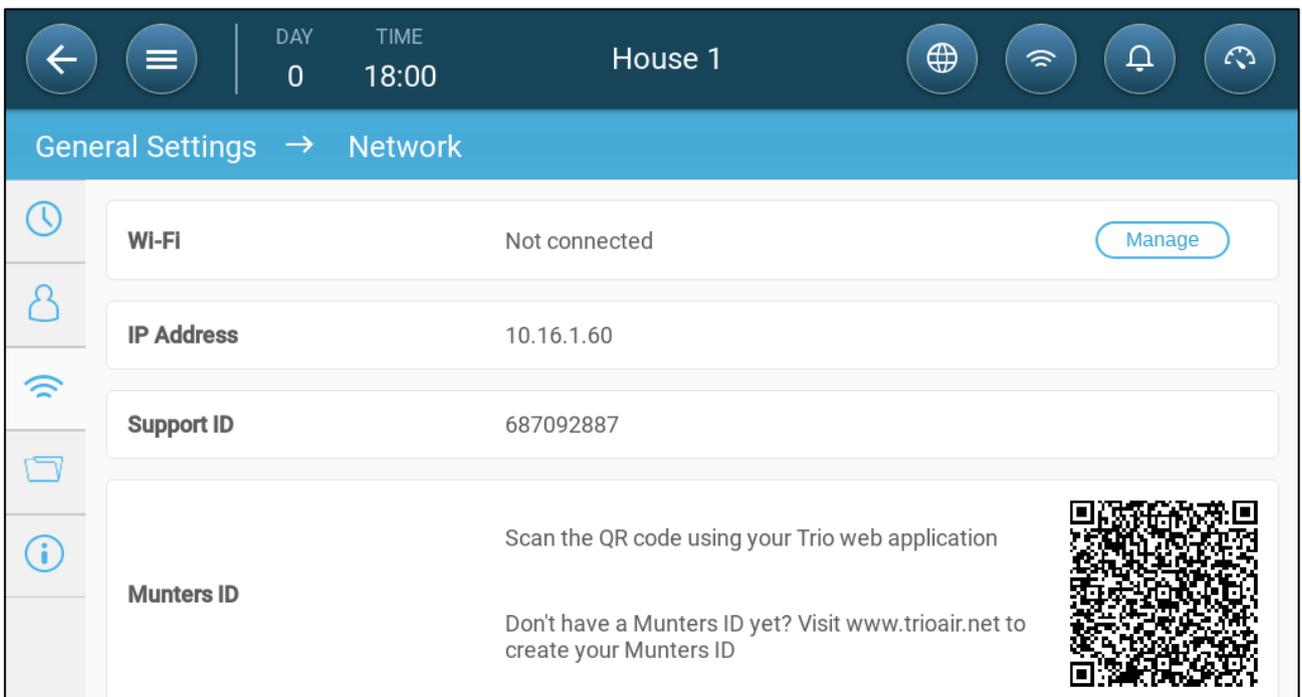 DAY TIME
0 18:00 House 1
General Settings → Network
Wi-Fi Not connected Manage
IP Address 10.16.1.60
Support ID 687092887
Scan the QR code using your Trio web application
Munters ID
Don't have a Munters ID yet? Visit www.trioair.net to
create your Munters ID